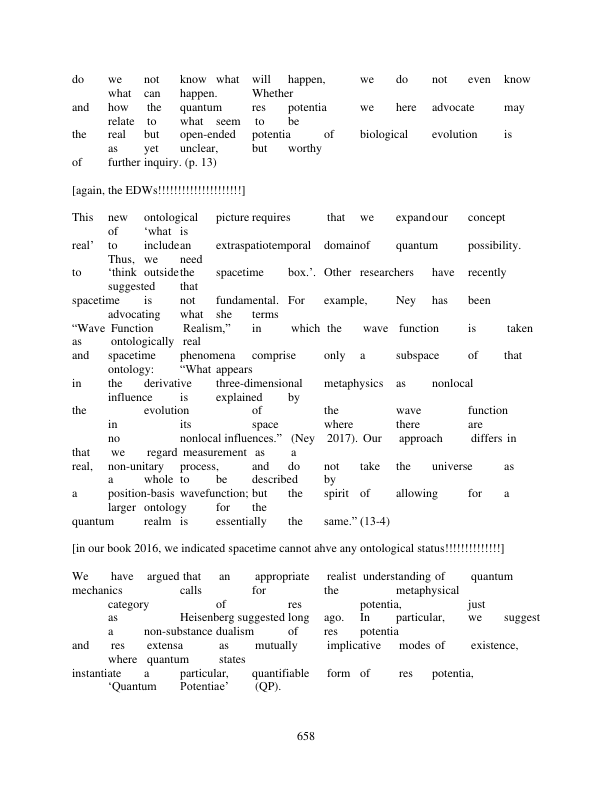 do we not know what will happen, we do not even know
what can happen. Whether
and how the quantum res potentia we here advocate may
relate to what seem to be
the real but open-ended potentia of biological evolution is
as yet unclear, but worthy
of further inquiry. (p. 13)
[again, the EDWs!!!!!!!!!!!!!!!!!!!!!]
This new ontological picture requires that we expandour concept
of ‘what is
real’ to includean extraspatiotemporal domainof quantum possibility.
Thus, we need
to ‘think outsidethe spacetime box.’. Other researchers have recently
suggested that
spacetime is not fundamental. For example, Ney has been
advocating what she terms
“Wave Function Realism,” in which the wave function is taken
as ontologically real
and spacetime phenomena comprise only a subspace of that
ontology: “What appears
in the derivative three-dimensional metaphysics as nonlocal
influence is explained by
the evolution of the wave function
in its space where there are
no nonlocal influences.” (Ney 2017). Our approach differs in
that we regard measurement as a
real, non-unitary process, and do not take the universe as
a whole to be described by
a position-basis wavefunction; but the spirit of allowing for a
larger ontology for the
quantum realm is essentially the same.” (13-4)
[in our book 2016, we indicated spacetime cannot ahve any ontological status!!!!!!!!!!!!!!]
We have argued that an appropriate realist understanding of quantum
mechanics calls for the metaphysical
category of res potentia, just
as Heisenberg suggested long ago. In particular, we suggest
a non-substance dualism of res potentia
and res extensa as mutually implicative modes of existence,
where quantum states
instantiate a particular, quantifiable form of res potentia,
‘Quantum Potentiae’ (QP).
658